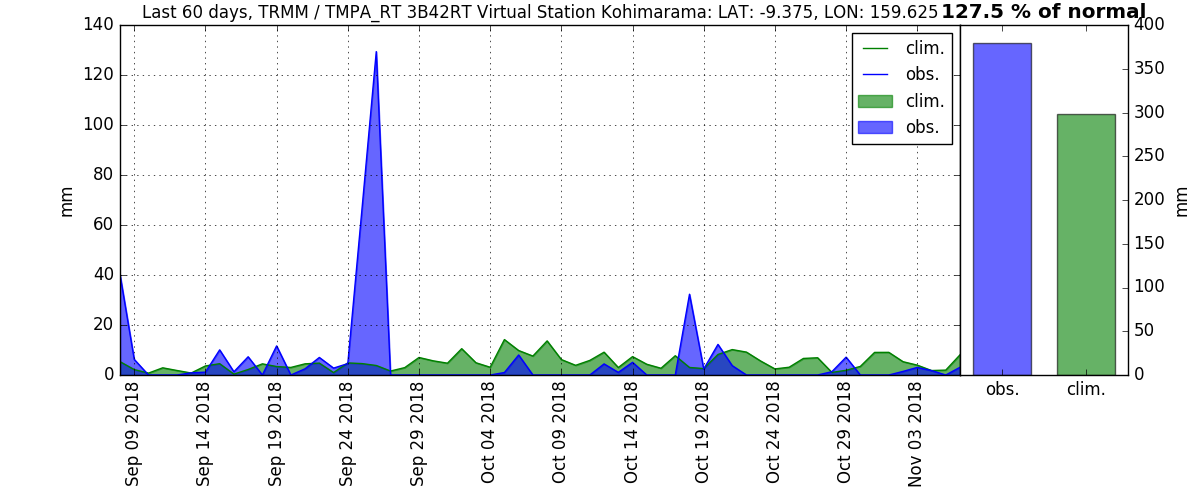 Last 60 days, TRMM / TMPA_RT 3B42RT Virtual Station Kohimarama: LAT: -9.375, LON: 159.625
127.5 % of normal
140
120
100
80
60
40
20
0
mm
clim.
obs.
clim.
obs.
400
350
300
250
200
150
100
50
0
mm
Sep 09 2018
Sep 14 2018
Sep 19 2018
Sep 24 2018
Sep 29 2018
Oct 04 2018
Oct 09 2018
Oct 14 2018
Oct 19 2018
Oct 24 2018
Oct 29 2018
Nov 03 2018
obs.
clim.